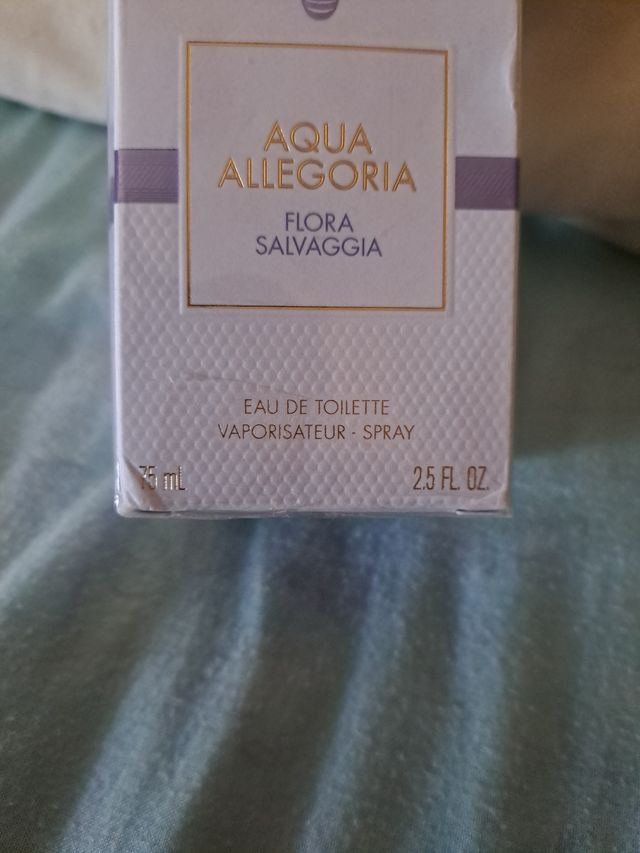 AQUA
ALLEGORIA
FLORA
SALVAGGIA
EAU DE TOILETTE
VAPORISATEUR - SPRAY
75 mL
2.5 FL. OZ.